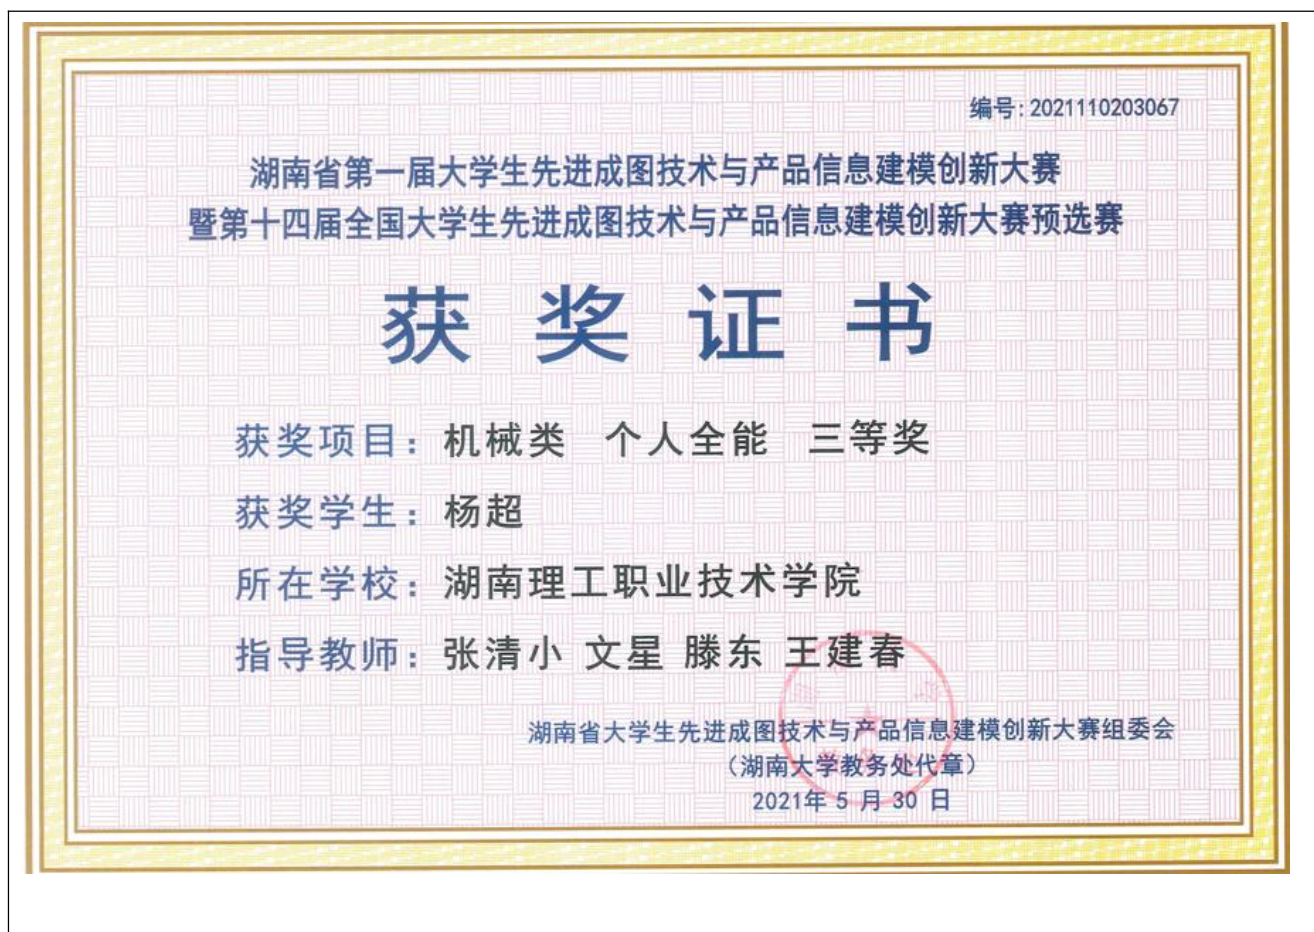 编号:2021110203067
湖南省第一届大学生先进成图技术与产品信息建模创新大赛
暨第十四届全国大学生先进成图技术与产品信息建模创新大赛预选赛
获奖证书
获奖项目：机械类 个人全能 三等奖
获奖学生：杨超
所在学校：湖南理工职业技术学院
指导教师：张清小 文星 滕东 王建春
湖南省大学生先进成图技术与产品信息建模创新大赛组委会
（湖南大学教务处代章）
2021年 5 月 30 日